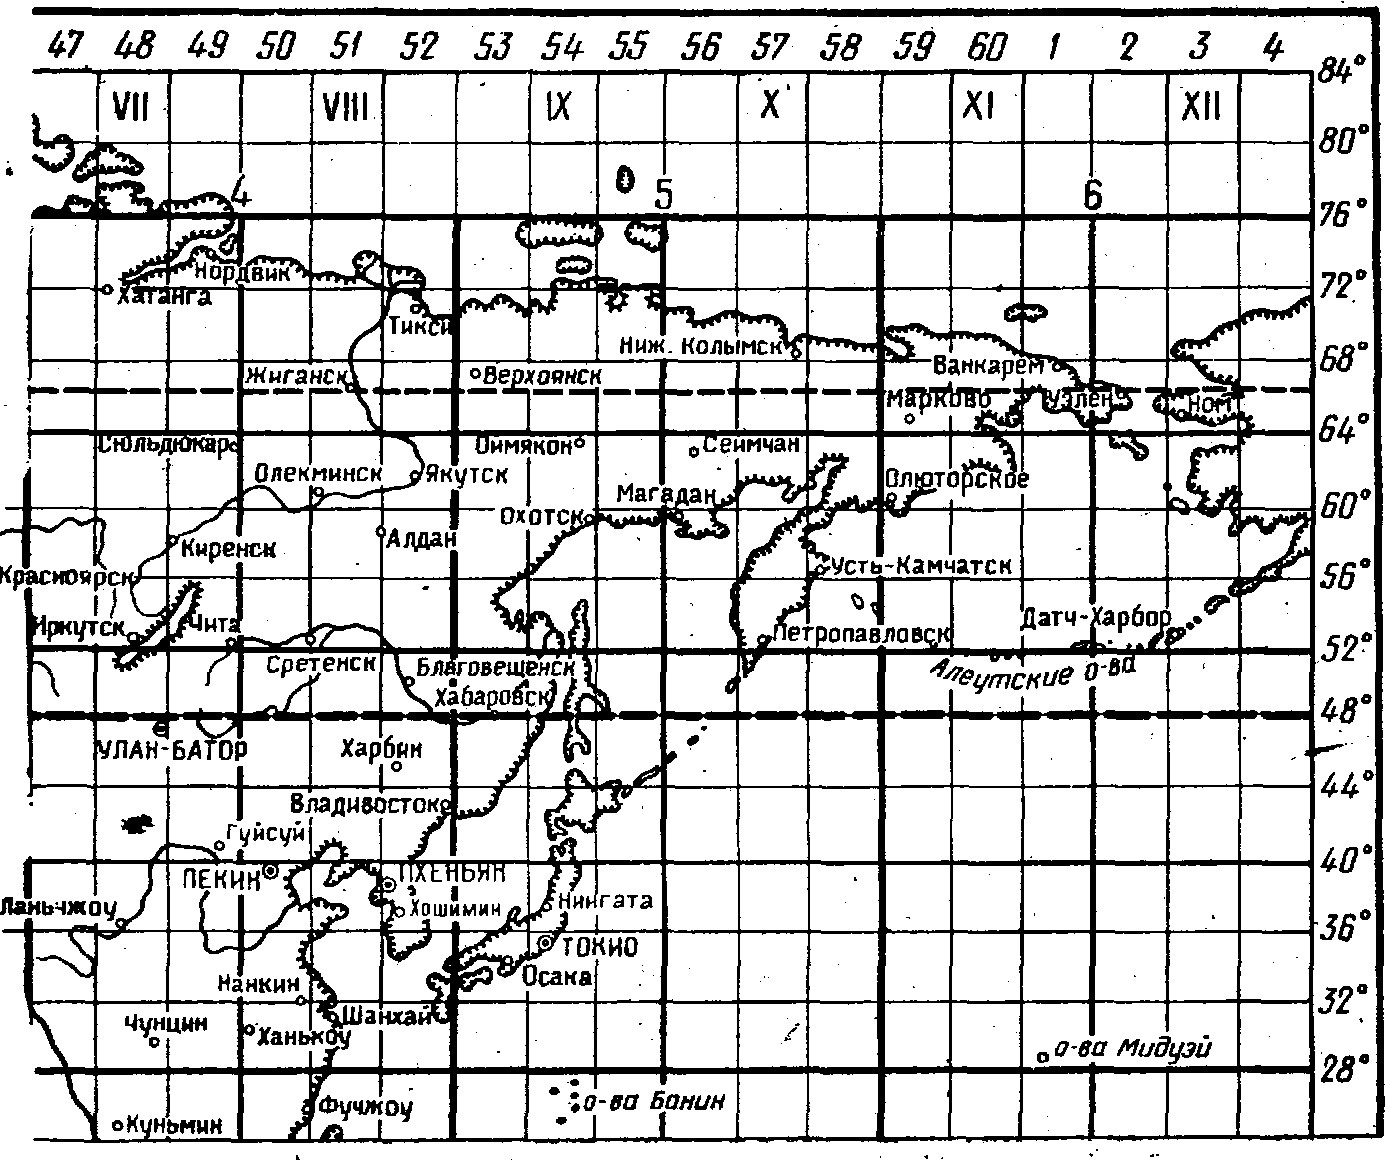 47 48 49 50 51 52 53 54 55 56 57 58 59 60 1 2 3 4
84°
VII VIII IX X XI XII
80°
4 5 6
76°
Нордвик
72°
Хатанга
Тикси
Ниж. Колымск
68°
Ванкарем
Жиганск
Верхоянск
Марково
Уэлен
Ном
64°
Сюльдюкар
Оймякон
Сеймчан
Олекминск
Якутск
Олюторское
Магадан
60°
Охотск
Алдан
Киренск
Усть-Камчатск
56°
Красноярск
Датч-Харбор
Иркутск
Чита
Петропавловск
52°
Сретенск
Благовещенск
Алеутские о-ва
Хабаровск
48°
УЛАН-БАТОР
Харбин
44°
Владивосток
Гуйсуй
40°
ПЕКИН
ПХЕНЬЯН
Ланьчжоу
Хошимин
Нингата
36°
ТОКИО
Осака
Нанкин
32°
Шанхай
Чунцин
Ханькоу
о-ва Мидуэй
28°
о-ва Банин
Фучжоу
Куньмин